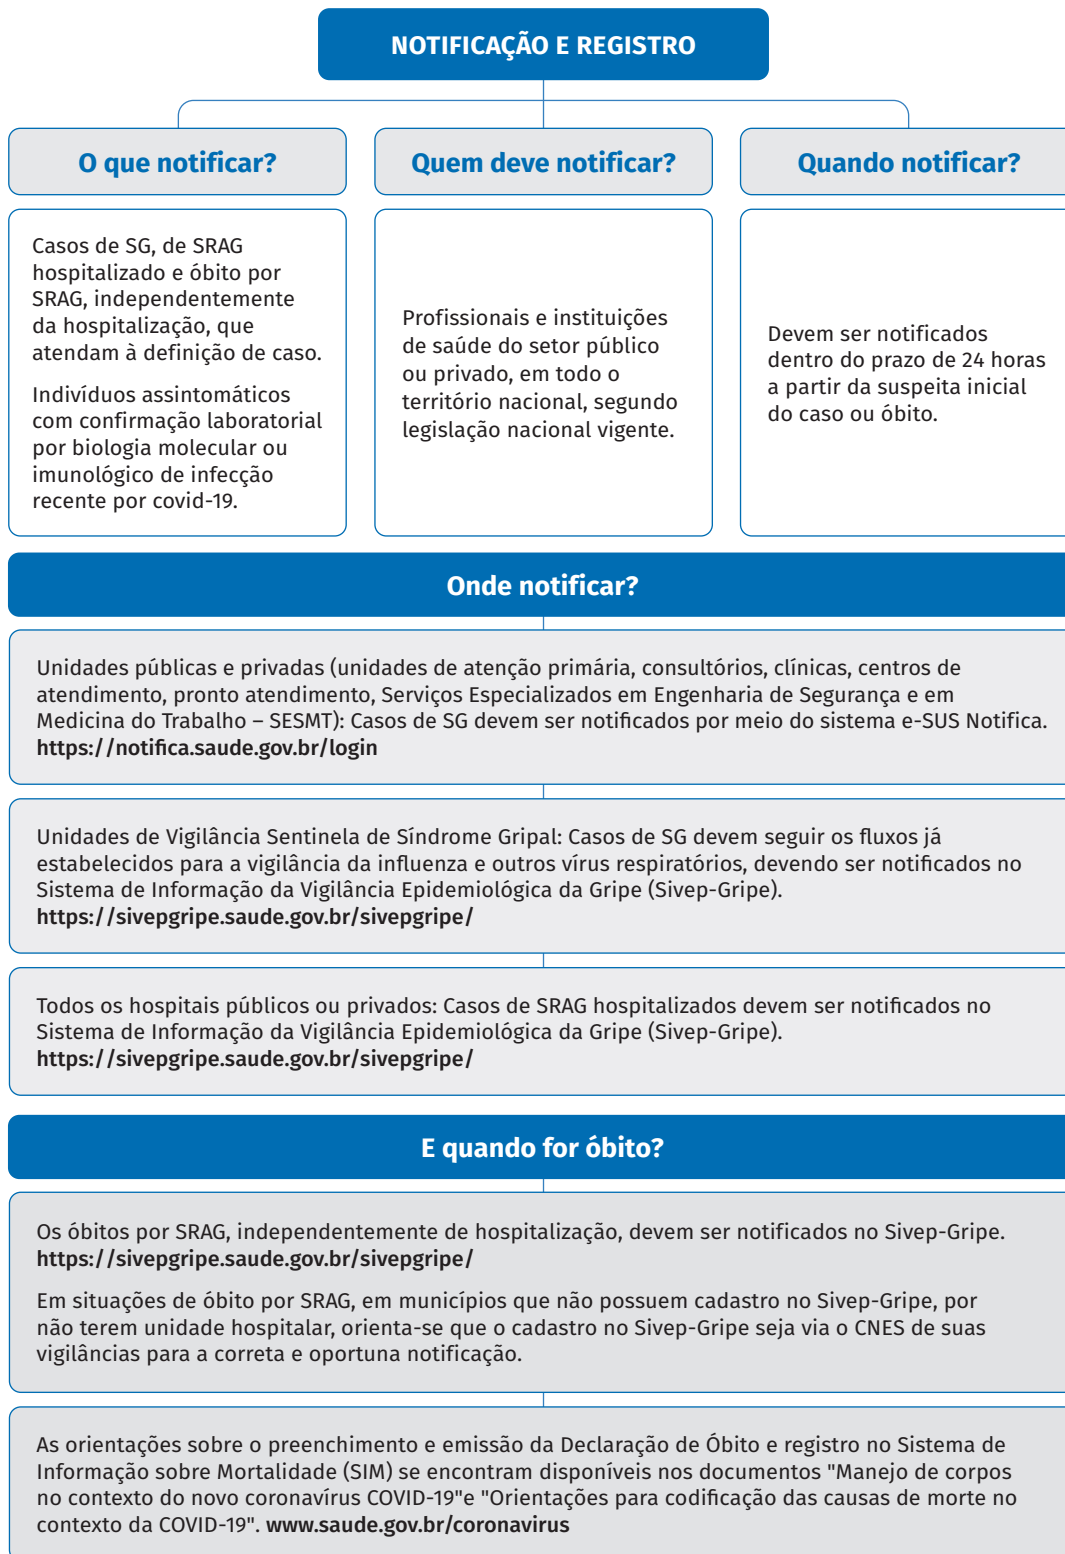 NOTIFICAÇÃO E REGISTRO
O que notificar?
Casos de SG, de SRAG
hospitalizado e óbito por
SRAG, independentemente
da hospitalização, que
atendam à definição de caso.
Indivíduos assintomáticos
com confirmação laboratorial
por biologia molecular ou
imunológico de infecção
recente por covid-19.
Quem deve notificar?
Profissionais e instituições
de saúde do setor público
ou privado, em todo o
território nacional, segundo
legislação nacional vigente.
Quando notificar?
Devem ser notificados
dentro do prazo de 24 horas
a partir da suspeita inicial
do caso ou óbito.
Onde notificar?
Unidades públicas e privadas (unidades de atenção primária, consultórios, clínicas, centros de
atendimento, pronto atendimento, Serviços Especializados em Engenharia de Segurança e em
Medicina do Trabalho – SESMT): Casos de SG devem ser notificados por meio do sistema e-SUS Notifica.
https://notifica.saude.gov.br/login
Unidades de Vigilância Sentinela de Síndrome Gripal: Casos de SG devem seguir os fluxos já
estabelecidos para a vigilância da influenza e outros vírus respiratórios, devendo ser notificados no
Sistema de Informação da Vigilância Epidemiológica da Gripe (Sivep-Gripe).
https://sivepgripe.saude.gov.br/sivepgripe/
Todos os hospitais públicos ou privados: Casos de SRAG hospitalizados devem ser notificados no
Sistema de Informação da Vigilância Epidemiológica da Gripe (Sivep-Gripe).
https://sivepgripe.saude.gov.br/sivepgripe/
E quando for óbito?
Os óbitos por SRAG, independentemente de hospitalização, devem ser notificados no Sivep-Gripe.
https://sivepgripe.saude.gov.br/sivepgripe/
Em situações de óbito por SRAG, em municípios que não possuem cadastro no Sivep-Gripe, por
não terem unidade hospitalar, orienta-se que o cadastro no Sivep-Gripe seja via o CNES de suas
vigilâncias para a correta e oportuna notificação.
As orientações sobre o preenchimento e emissão da Declaração de Óbito e registro no Sistema de
Informação sobre Mortalidade (SIM) se encontram disponíveis nos documentos "Manejo de corpos
no contexto do novo coronavírus COVID-19"e "Orientações para codificação das causas de morte no
contexto da COVID-19". www.saude.gov.br/coronavirus